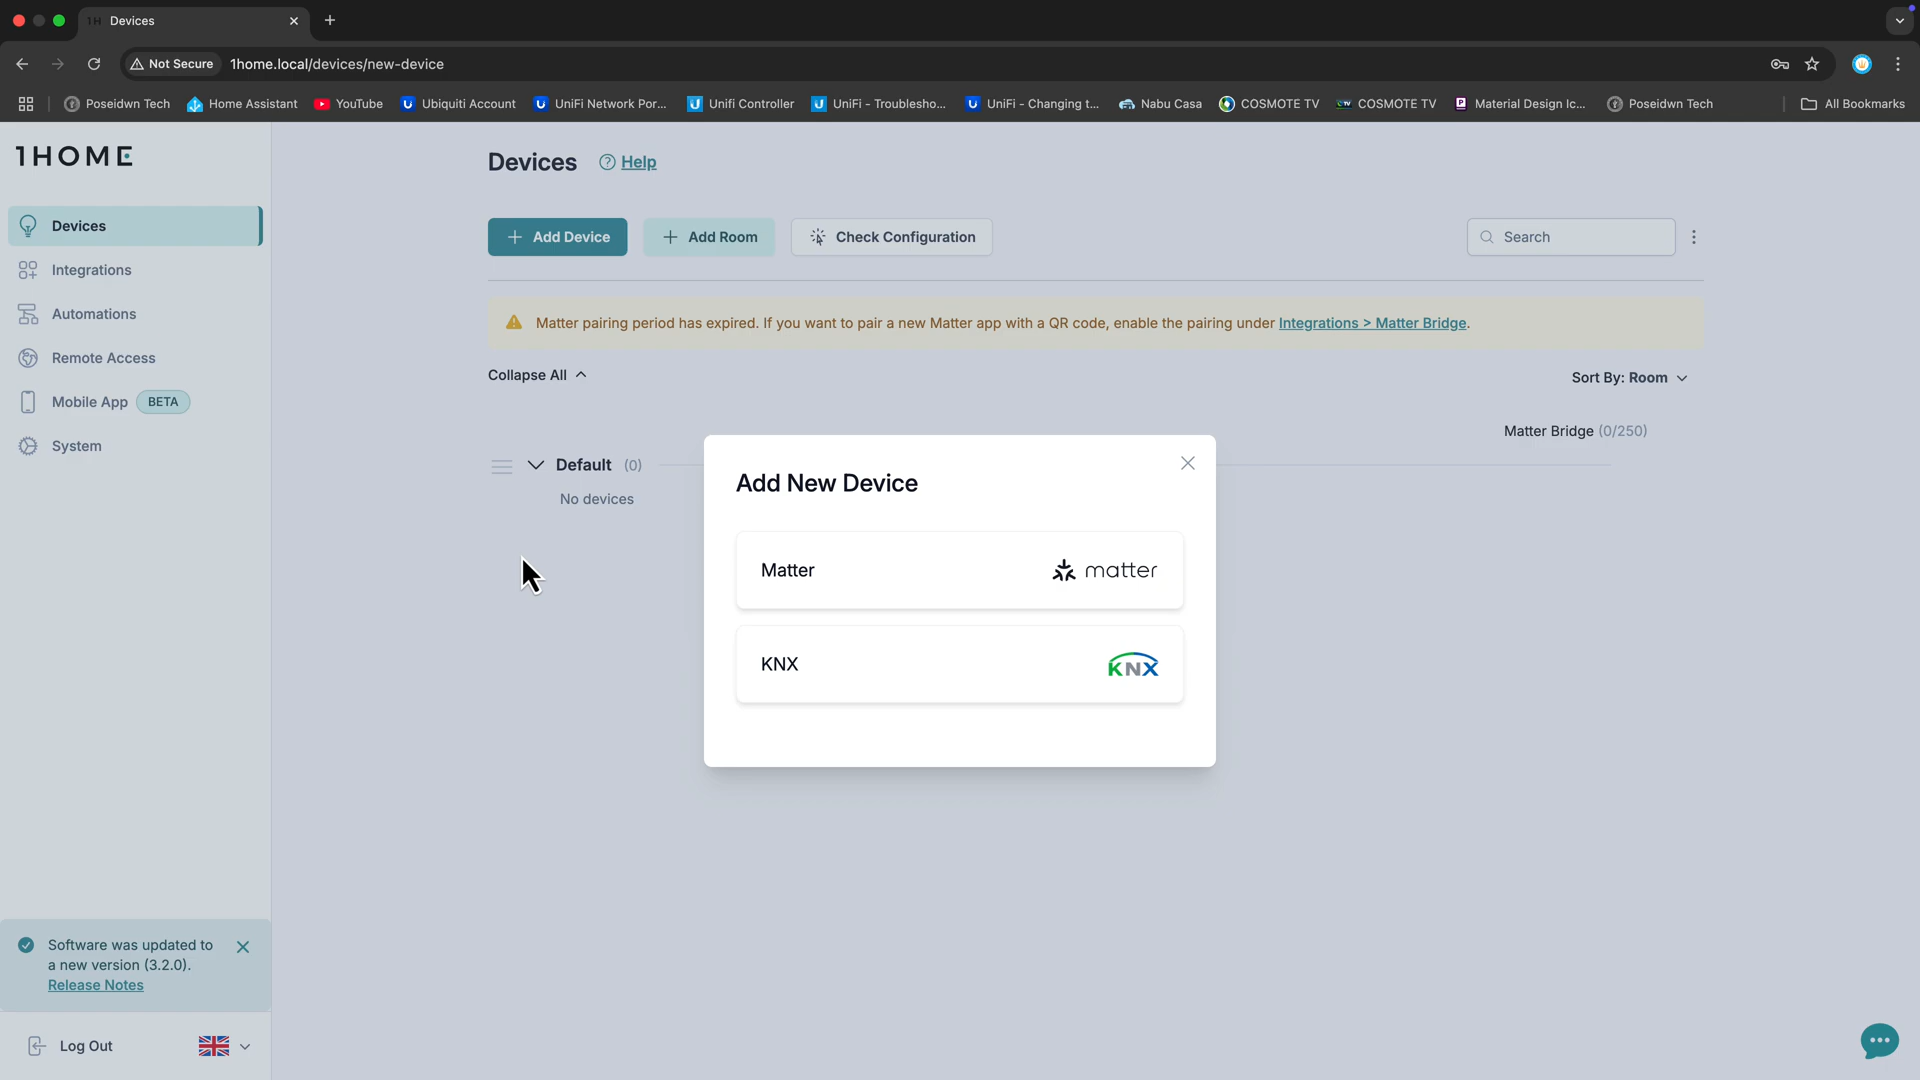 1H Devices
Not Secure 1home.local/devices/new-device
Poseidwn Tech Home Assistant YouTube Ubiquiti Account UniFi Network Por... Unifi Controller UniFi - Troublesho... UniFi - Changing t... Nabu Casa COSMOTE TV COSMOTE TV Material Design Ic... Poseidwn Tech All Bookmarks
1HOME
Devices
Integrations
Automations
Remote Access
Mobile App BETA
System
Devices Help
Add Device Add Room Check Configuration Search
Matter pairing period has expired. If you want to pair a new Matter app with a QR code, enable the pairing under Integrations > Matter Bridge.
Collapse All Sort By: Room
Matter Bridge (0/250)
Default (0)
No devices
Add New Device
Matter matter
KNX KNX
Software was updated to
a new version (3.2.0).
Release Notes
Log Out